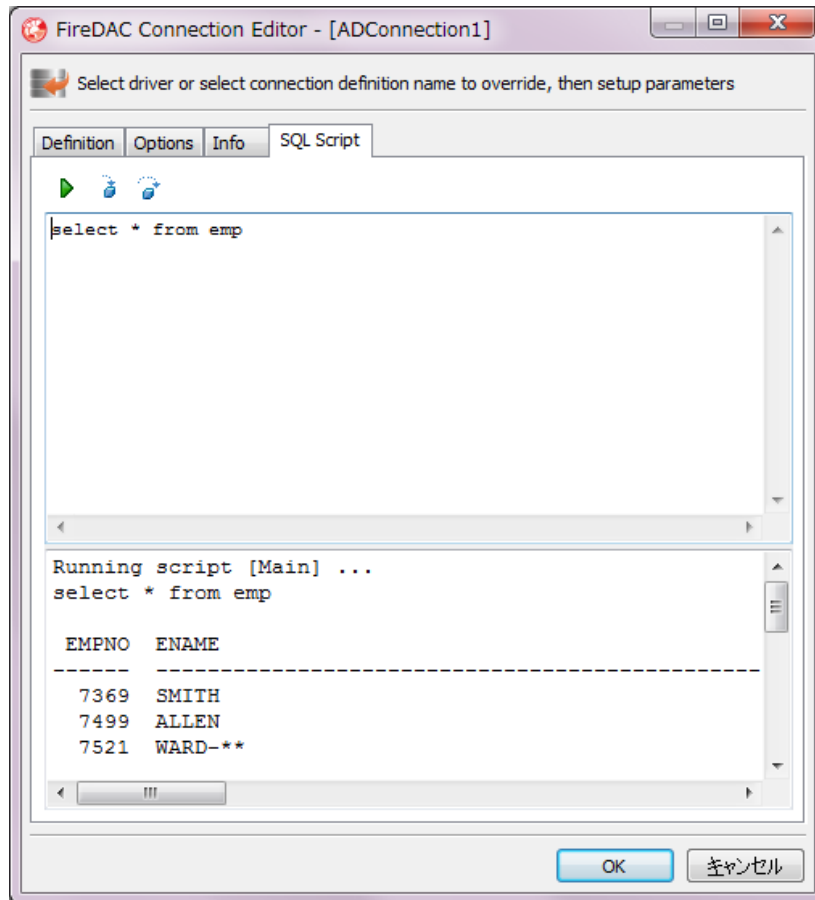 FireDAC Connection Editor - [ADConnection1]
Select driver or select connection definition name to override, then setup parameters
Definition Options Info SQL Script
select * from emp
Running script [Main] ...
select * from emp
EMPNO ENAME
------ -----------------------------------------------
7369 SMITH
7499 ALLEN
7521 WARD-**
OK キャンセル